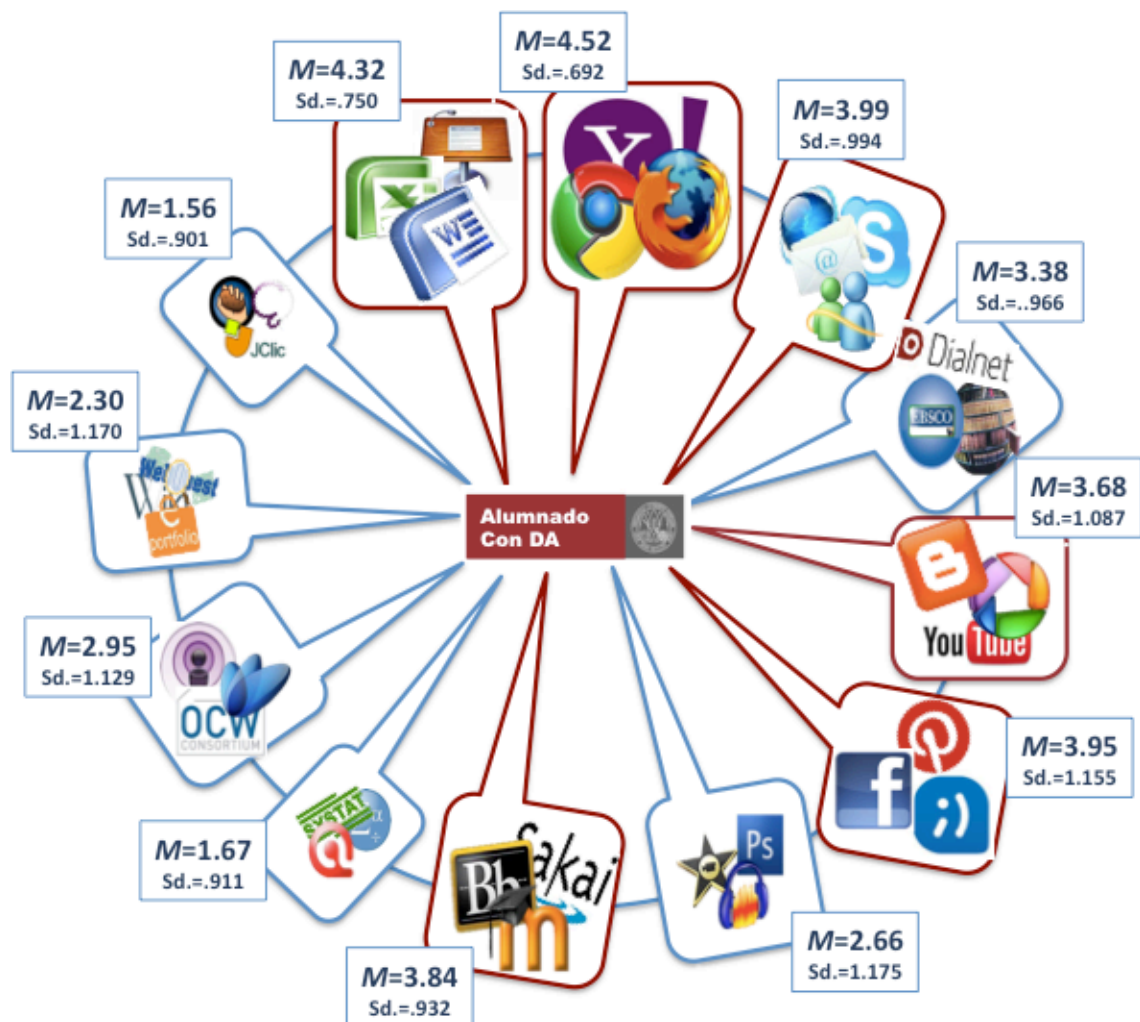 M=4.52
Sd.=.692
M=4.32
Sd.=.750
M=3.99
Sd.=.994
M=1.56
Sd.=.901
JClic
M=3.38
Sd.=..966
Dialnet
EBSCO
M=2.30
Sd.=1.170
portfolio
M=3.68
Sd.=1.087
You Tube
Alumnado
Con DA
M=2.95
Sd.=1.129
OCW
CONSORTIUM
M=3.95
Sd.=1.155
f
;)
M=1.67
Sd.=.911
SYSTAT
Bb
sakai
m
Ps
M=2.66
Sd.=1.175
M=3.84
Sd.=.932